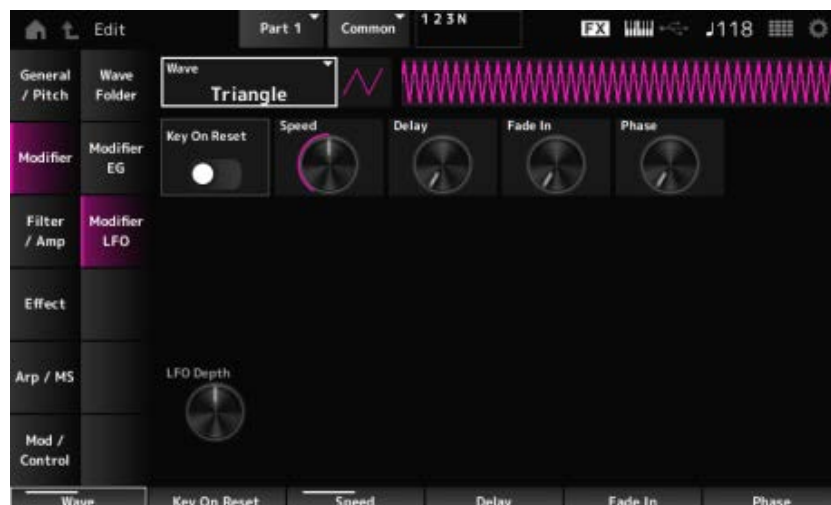 Edit
Part 1
Common
1 2 3 N
FX
♩118
General / Pitch
Wave Folder
Modifier
Modifier EG
Filter / Amp
Modifier LFO
Effect
Arp / MS
Mod / Control
Wave
Triangle
Key On Reset
Speed
Delay
Fade In
Phase
LFO Depth
Wave
Key On Reset
Speed
Delay
Fade In
Phase